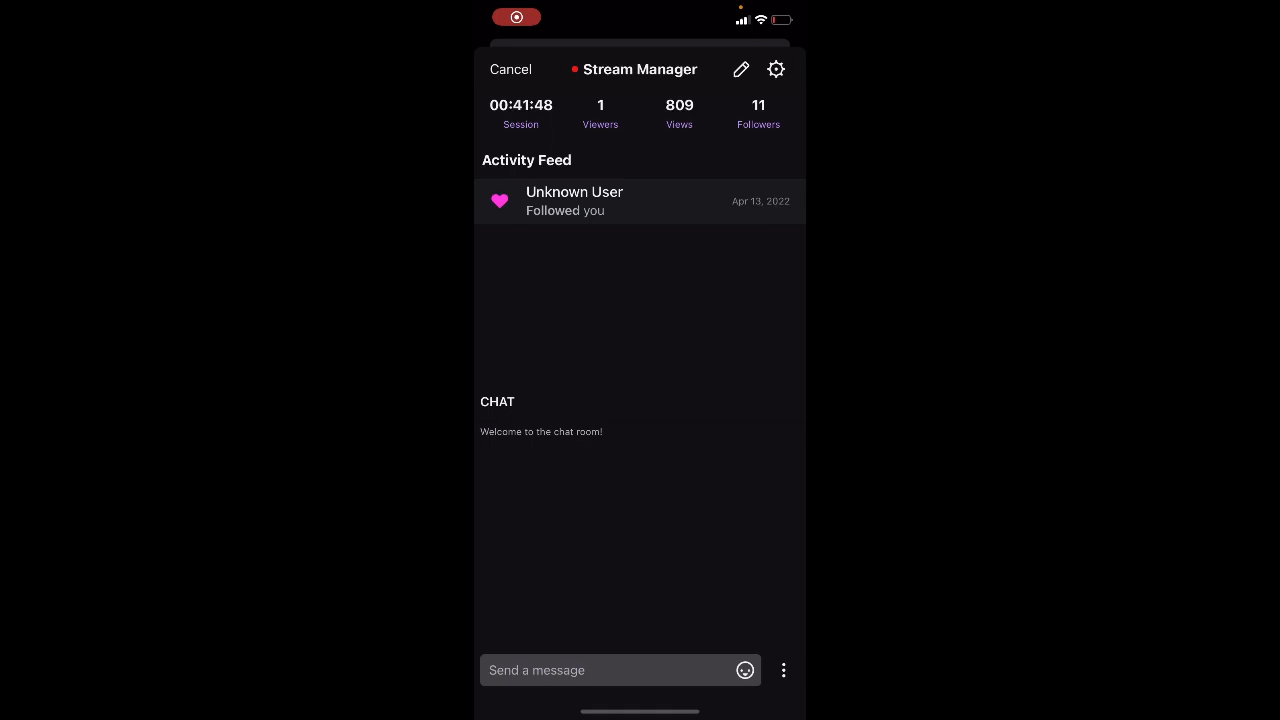 Cancel
Stream Manager
00:41:48
1
809
11
Session
Viewers
Views
Followers
Activity Feed
Unknown User
Followed you
Apr 13, 2022
CHAT
Welcome to the chat room!
Send a message